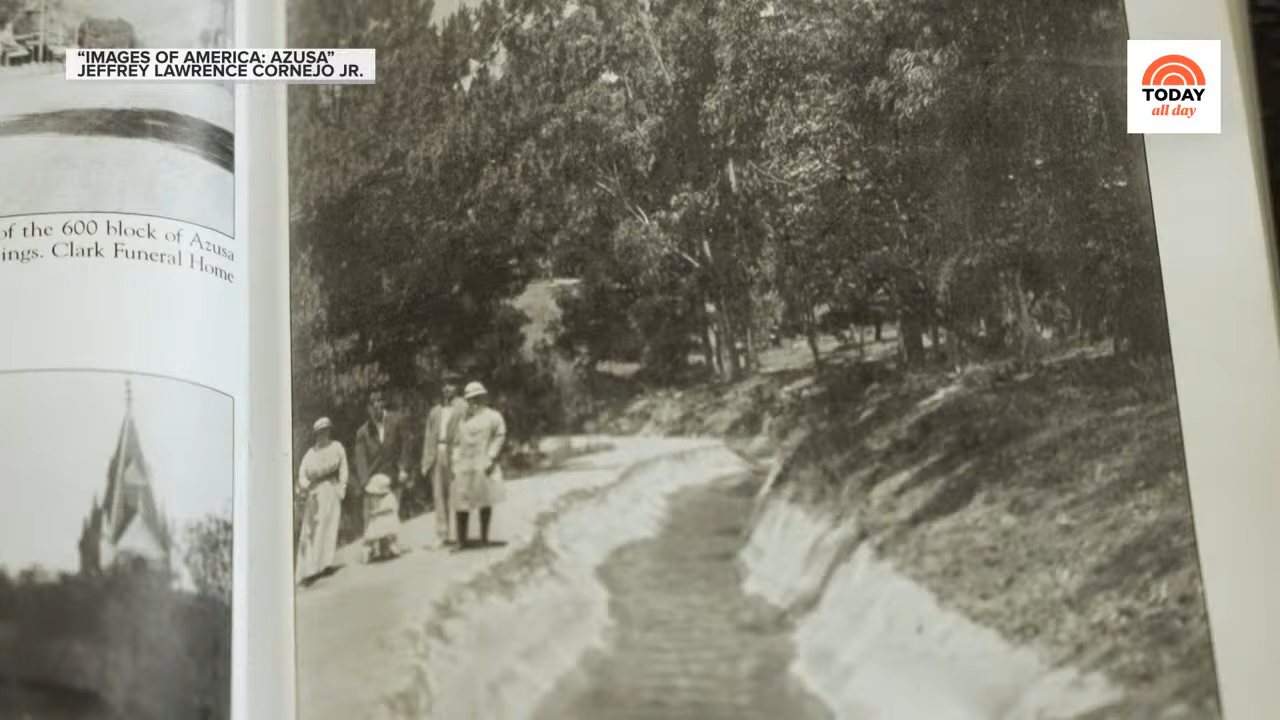 “IMAGES OF AMERICA: AZUSA”
JEFFREY LAWRENCE CORNEJO JR.
TODAY
all day
of the 600 block of Azusa
ings. Clark Funeral Home